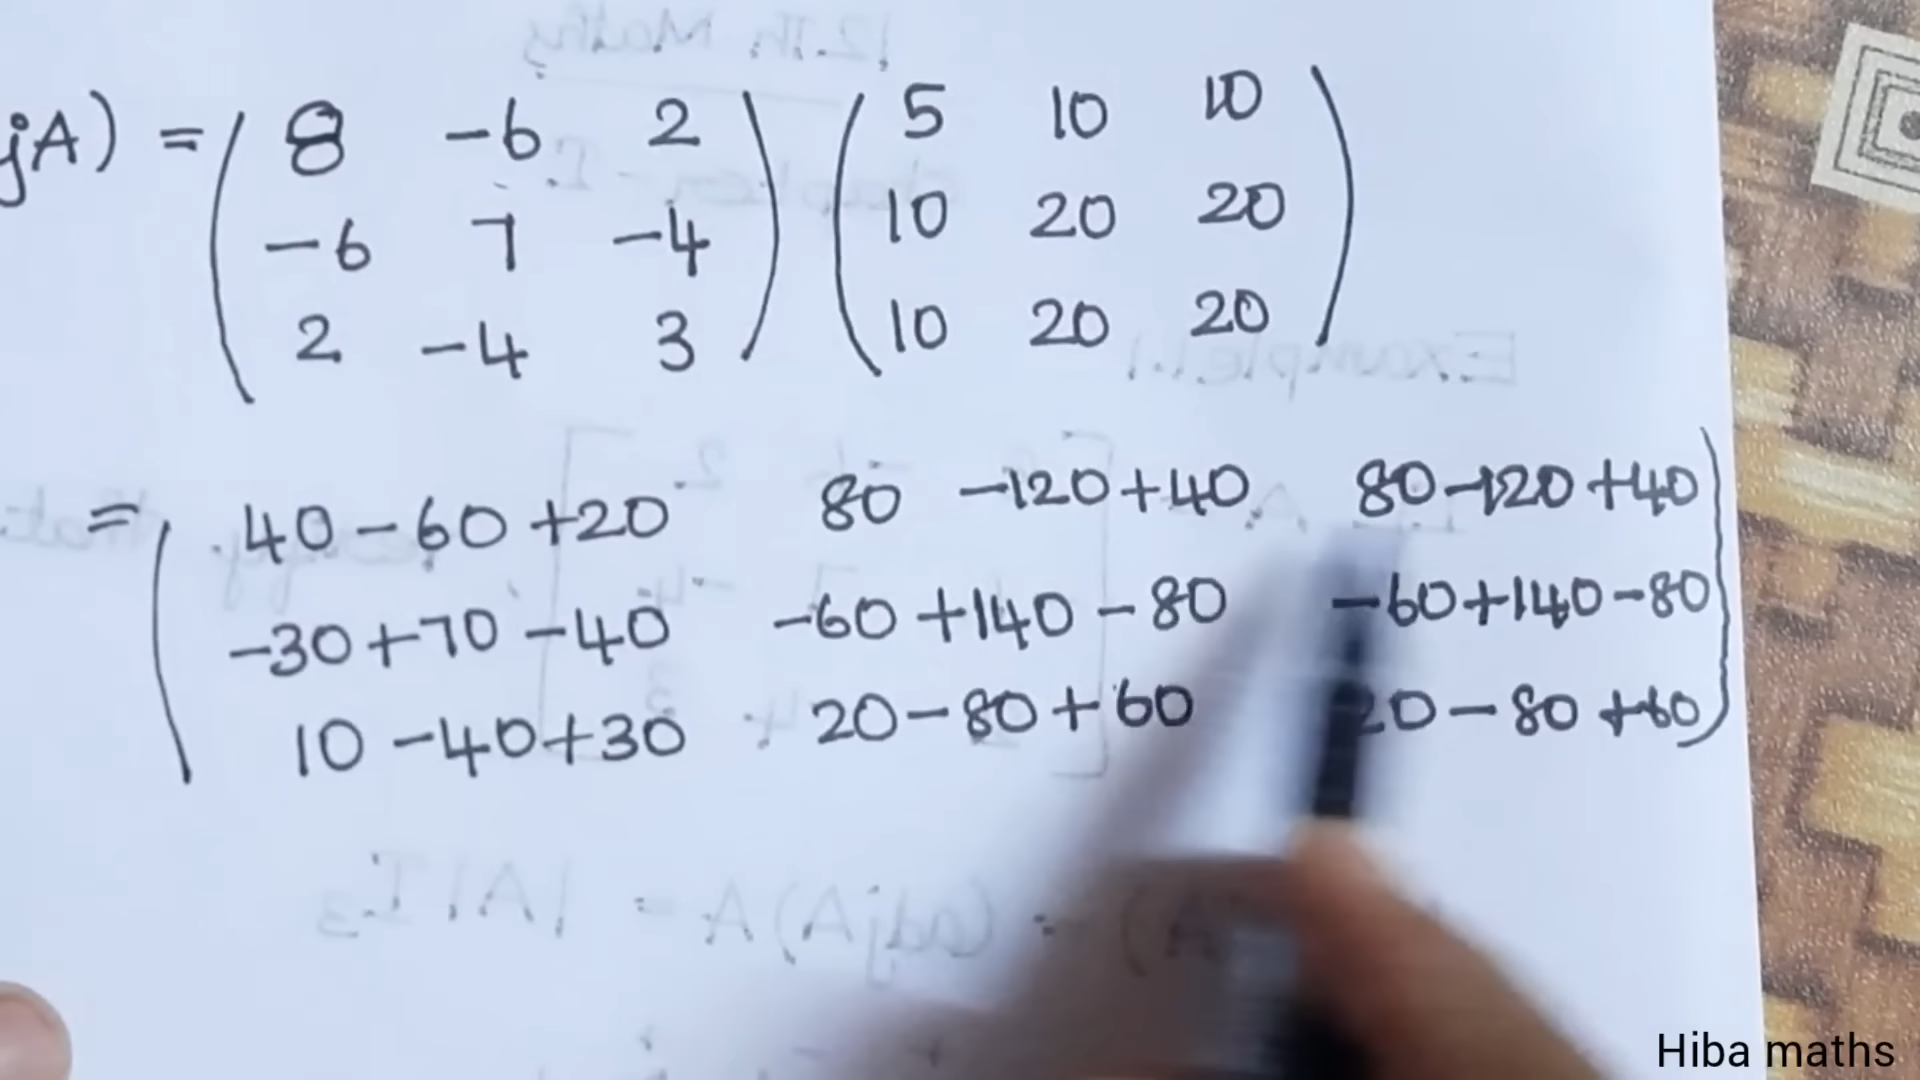 jA) = ( 8 -6 2 ) ( 5 10 10 )
-6 7 -4 10 20 20
2 -4 3 10 20 20
= ( 40 - 60 + 20 80 - 120 + 40 80 - 120 + 40 )
-30 + 70 - 40 -60 + 140 - 80 -60 + 140 - 80
10 - 40 + 30 20 - 80 + 60 20 - 80 + 60
Hiba maths